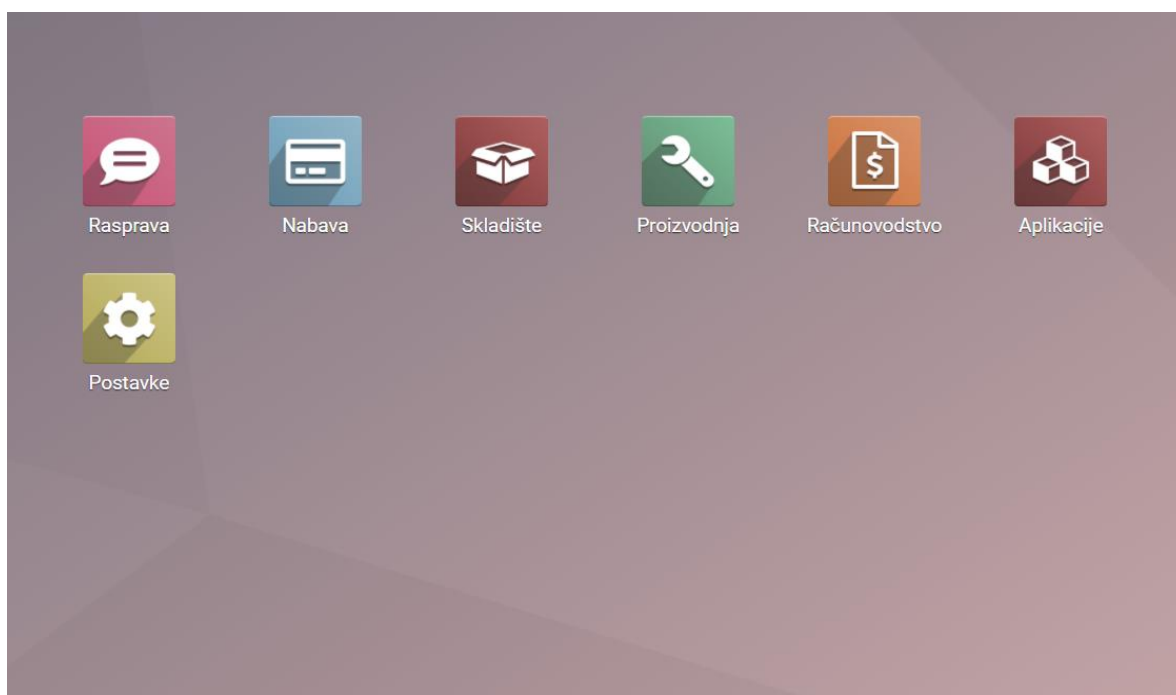 Rasprava
Nabava
Skladište
Proizvodnja
Računovodstvo
Aplikacije
Postavke